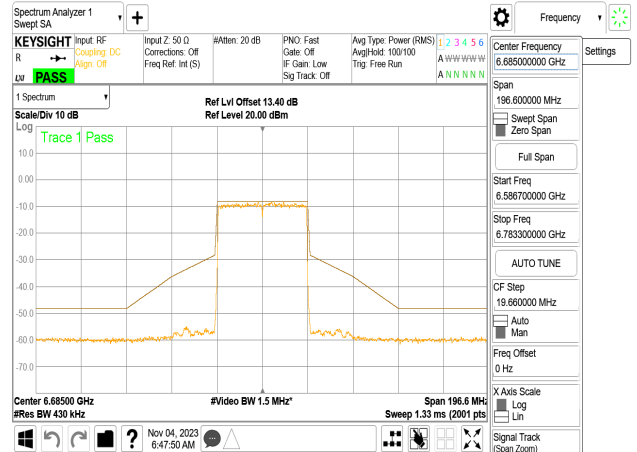 Spectrum Analyzer 1
Swept SA
Frequency
KEYSIGHT
R
LXI
PASS
Input: RF
Coupling: DC
Align: Off
Input Z: 50 Ω
Corrections: Off
Freq Ref: Int (S)
#Atten: 20 dB
PNO: Fast
Gate: Off
IF Gain: Low
Sig Track: Off
Avg Type: Power (RMS)
Avg|Hold: 100/100
Trig: Free Run
1 2 3 4 5 6
A W W W W W
A N N N N N
1 Spectrum
Scale/Div 10 dB
Ref Lvl Offset 13.40 dB
Ref Level 20.00 dBm
Log
Trace 1 Pass
10.0
0.00
-10.0
-20.0
-30.0
-40.0
-50.0
-60.0
-70.0
Center 6.68500 GHz
#Res BW 430 kHz
#Video BW 1.5 MHz*
Span 196.6 MHz
Sweep 1.33 ms (2001 pts
Nov 04, 2023
6:47:50 AM
Center Frequency
6.685000000 GHz
Settings
Span
196.600000 MHz
Swept Span
Zero Span
Full Span
Start Freq
6.586700000 GHz
Stop Freq
6.783300000 GHz
AUTO TUNE
CF Step
19.660000 MHz
Auto
Man
Freq Offset
0 Hz
X Axis Scale
Log
Lin
Signal Track
(Span Zoom)